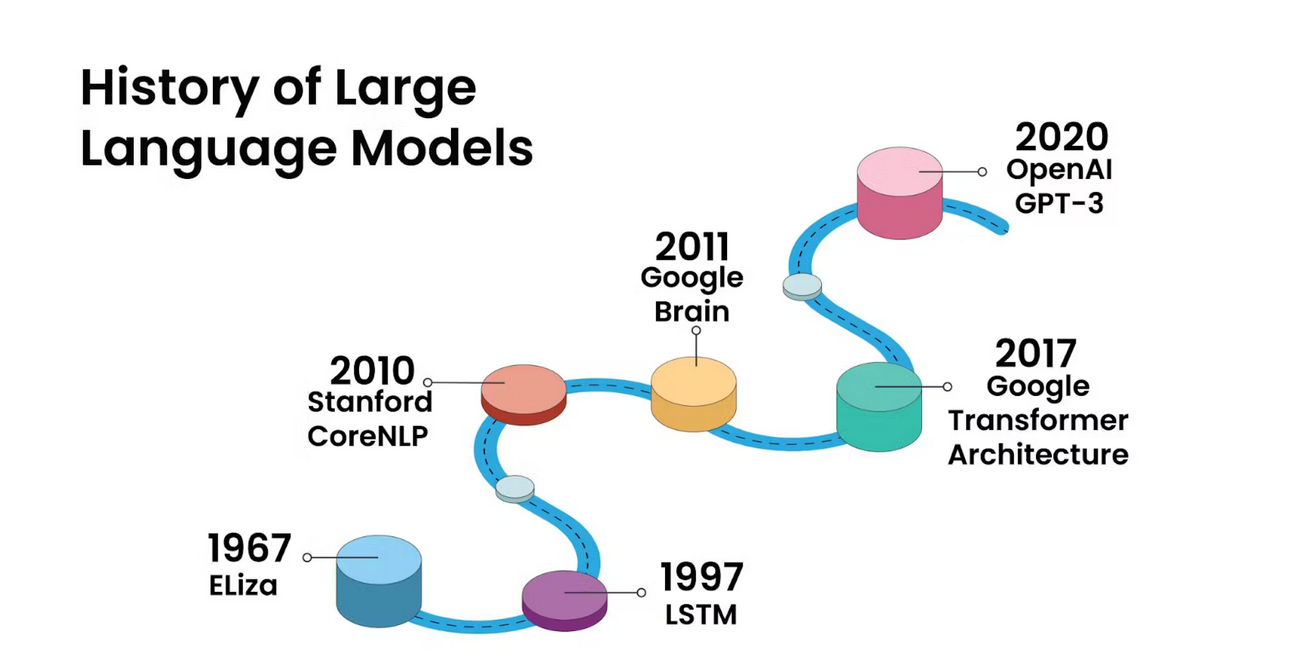 History of Large
Language Models
1967
ELiza
1997
LSTM
2010
Stanford
CoreNLP
2011
Google
Brain
2017
Google
Transformer
Architecture
2020
OpenAI
GPT-3